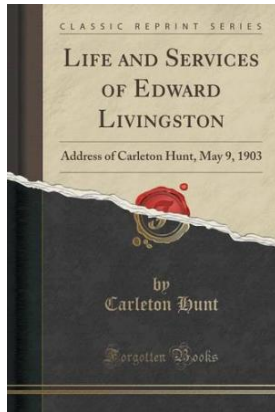 CLASSIC REPRINT SERIES
LIFE AND SERVICES
OF EDWARD
LIVINGSTON
Address of Carleton Hunt, May 9, 1903
by
Carleton Hunt
Forgotten Books